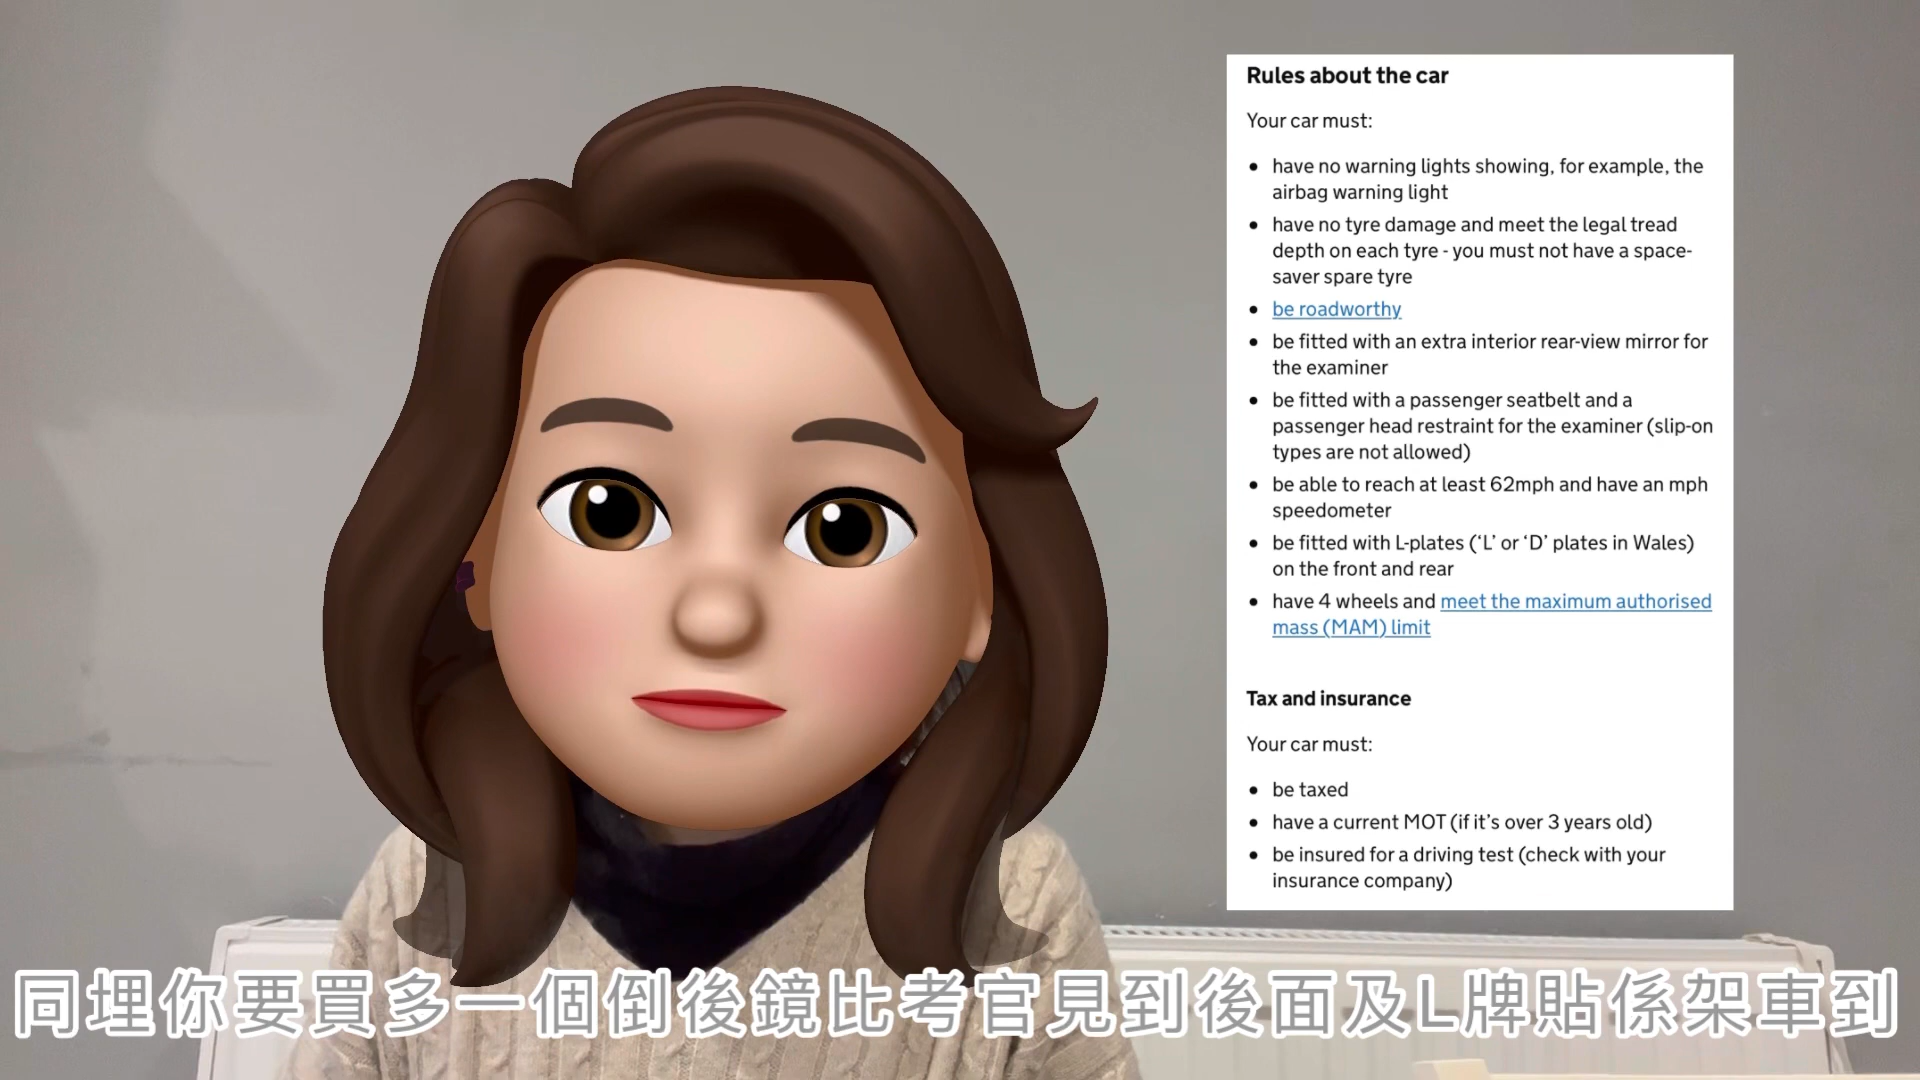 Rules about the car
Your car must:
• have no warning lights showing, for example, the
airbag warning light
• have no tyre damage and meet the legal tread
depth on each tyre - you must not have a space-
saver spare tyre
• be roadworthy
• be fitted with an extra interior rear-view mirror for
the examiner
• be fitted with a passenger seatbelt and a
passenger head restraint for the examiner (slip-on
types are not allowed)
• be able to reach at least 62mph and have an mph
speedometer
• be fitted with L-plates (‘L’ or ‘D’ plates in Wales)
on the front and rear
• have 4 wheels and meet the maximum authorised
mass (MAM) limit
Tax and insurance
Your car must:
• be taxed
• have a current MOT (if it’s over 3 years old)
• be insured for a driving test (check with your
insurance company)
同埋你要買多一個倒後鏡比考官見到後面及L牌貼係架車到